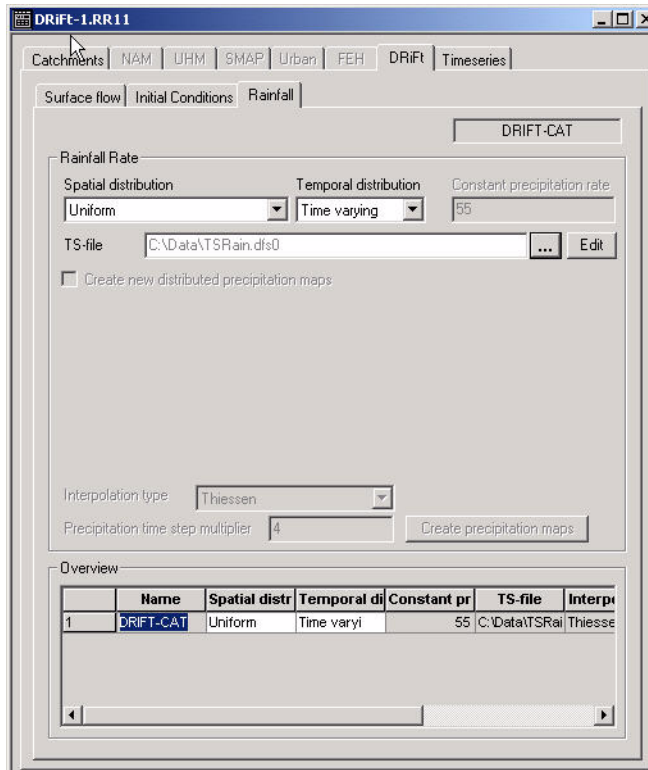 DRiFt-1.RR11
Catchments NAM UHM SMAP Urban FEH DRiFt Timeseries
Surface flow Initial Conditions Rainfall
DRIFT-CAT
Rainfall Rate
Spatial distribution Temporal distribution Constant precipitation rate
Uniform Time varying 55
TS-file C:\Data\TSRain.dfs0 ... Edit
Create new distributed precipitation maps
Interpolation type Thiessen
Precipitation time step multiplier 4 Create precipitation maps
Overview
Name Spatial distr Temporal di Constant pr TS-file Interpo
1 DRIFT-CAT Uniform Time varyi 55 C:\Data\TSRai Thiesse